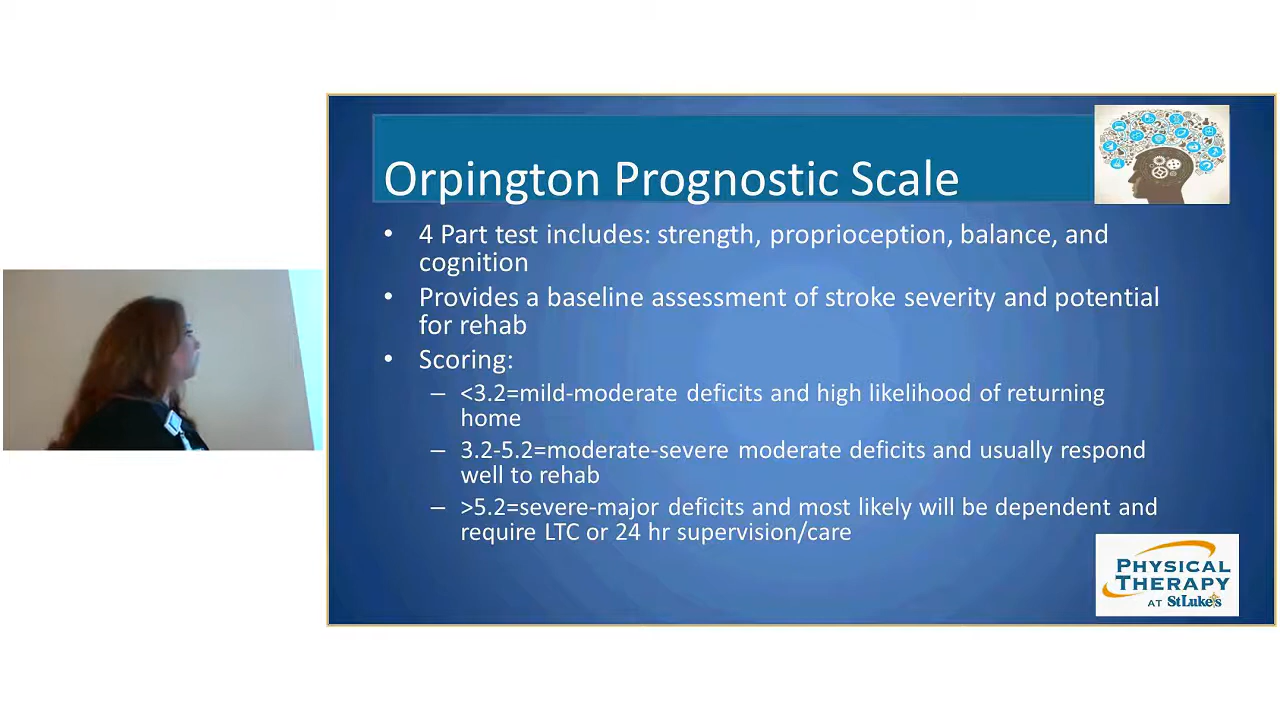 Orpington Prognostic Scale
• 4 Part test includes: strength, proprioception, balance, and
cognition
• Provides a baseline assessment of stroke severity and potential
for rehab
• Scoring:
– <3.2=mild-moderate deficits and high likelihood of returning
home
– 3.2-5.2=moderate-severe moderate deficits and usually respond
well to rehab
– >5.2=severe-major deficits and most likely will be dependent and
require LTC or 24 hr supervision/care
PHYSICAL
THERAPY
AT StLuke's